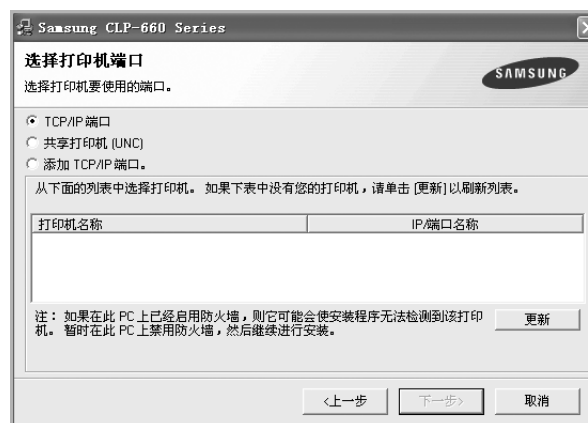 Samsung CLP-660 Series
选择打印机端口
选择打印机要使用的端口。
SAMSUNG
TCP/IP 端口
共享打印机 (UNC)
添加 TCP/IP 端口。
从下面的列表中选择打印机。 如果下表中没有您的打印机，请单击 [更新] 以刷新列表。
打印机名称 IP/端口名称
注： 如果在此 PC 上已经启用防火墙，则它可能会使安装程序无法检测到该打印
机。 暂时在此 PC 上禁用防火墙，然后继续进行安装。
更新
<上一步 下一步> 取消